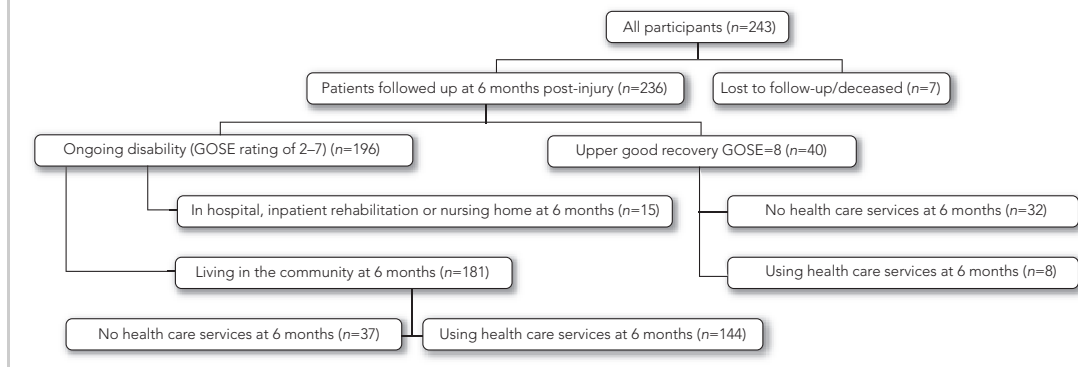 All participants (n=243)
Patients followed up at 6 months post-injury (n=236)
Lost to follow-up/deceased (n=7)
Ongoing disability (GOSE rating of 2–7) (n=196)
Upper good recovery GOSE=8 (n=40)
In hospital, inpatient rehabilitation or nursing home at 6 months (n=15)
No health care services at 6 months (n=32)
Living in the community at 6 months (n=181)
Using health care services at 6 months (n=8)
No health care services at 6 months (n=37)
Using health care services at 6 months (n=144)